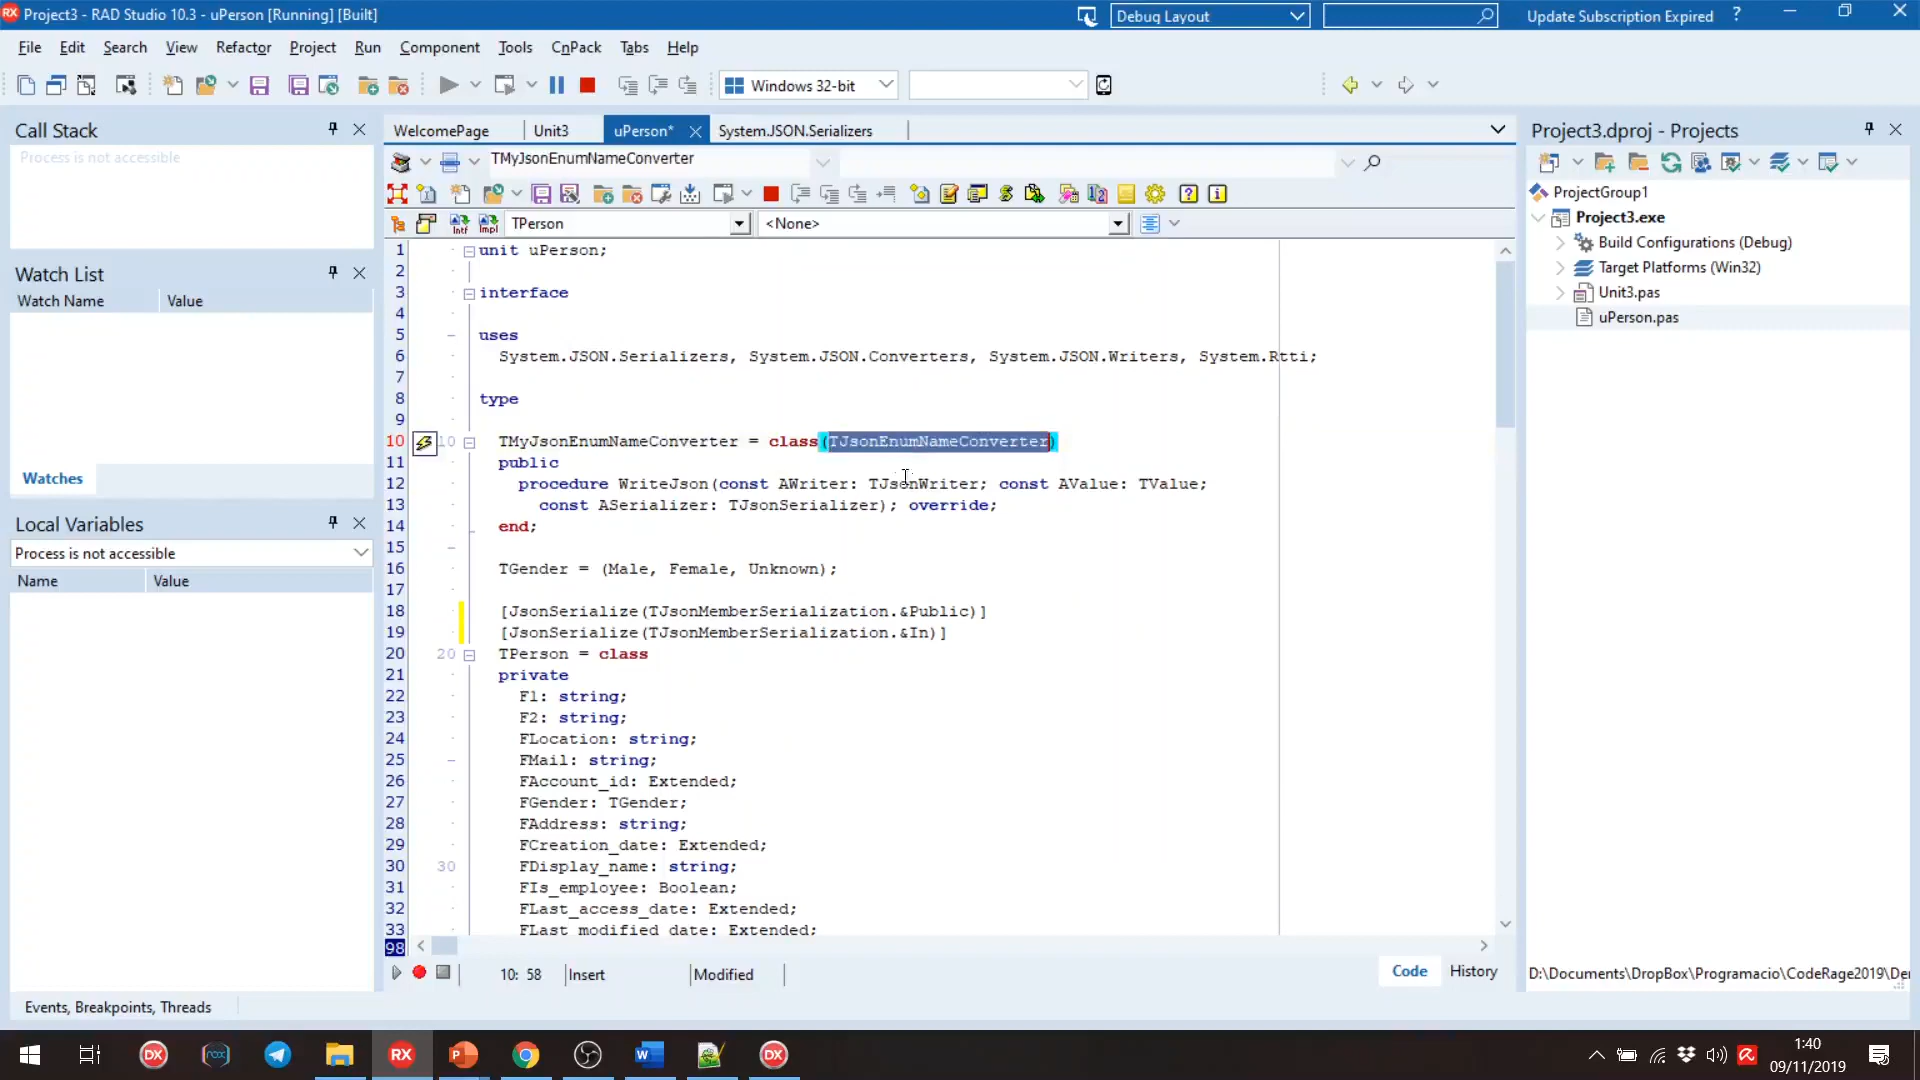 Project3 - RAD Studio 10.3 - uPerson [Running] [Built]
Debug Layout
Update Subscription Expired
?
File Edit Search View Refactor Project Run Component Tools CnPack Tabs Help
Windows 32-bit
Call Stack
Process is not accessible
Watch List
Watch Name Value
Watches
Local Variables
Process is not accessible
Name Value
Events, Breakpoints, Threads
WelcomePage Unit3 uPerson* System.JSON.Serializers
TMyJsonEnumNameConverter
Intf Impl TPerson <None>
1 unit uPerson;
2
3 interface
4
5 uses
6 System.JSON.Serializers, System.JSON.Converters, System.JSON.Writers, System.Rtti;
7
8 type
9
10 10 TMyJsonEnumNameConverter = class(TJsonEnumNameConverter)
11 public
12 procedure WriteJson(const AWriter: TJsonWriter; const AValue: TValue;
13 const ASerializer: TJsonSerializer); override;
14 end;
15
16 TGender = (Male, Female, Unknown);
17
18 [JsonSerialize(TJsonMemberSerialization.&Public)]
19 [JsonSerialize(TJsonMemberSerialization.&In)]
20 20 TPerson = class
21 private
22 F1: string;
23 F2: string;
24 FLocation: string;
25 FMail: string;
26 FAccount_id: Extended;
27 FGender: TGender;
28 FAddress: string;
29 FCreation_date: Extended;
30 30 FDisplay_name: string;
31 FIs_employee: Boolean;
32 FLast_access_date: Extended;
33 FLast_modified_date: Extended;
98
10: 58 Insert Modified
Code History
Project3.dproj - Projects
ProjectGroup1
Project3.exe
Build Configurations (Debug)
Target Platforms (Win32)
Unit3.pas
uPerson.pas
D:\Documents\DropBox\Programacio\CodeRage2019\De
DX nox RX P W DX
1:40
09/11/2019